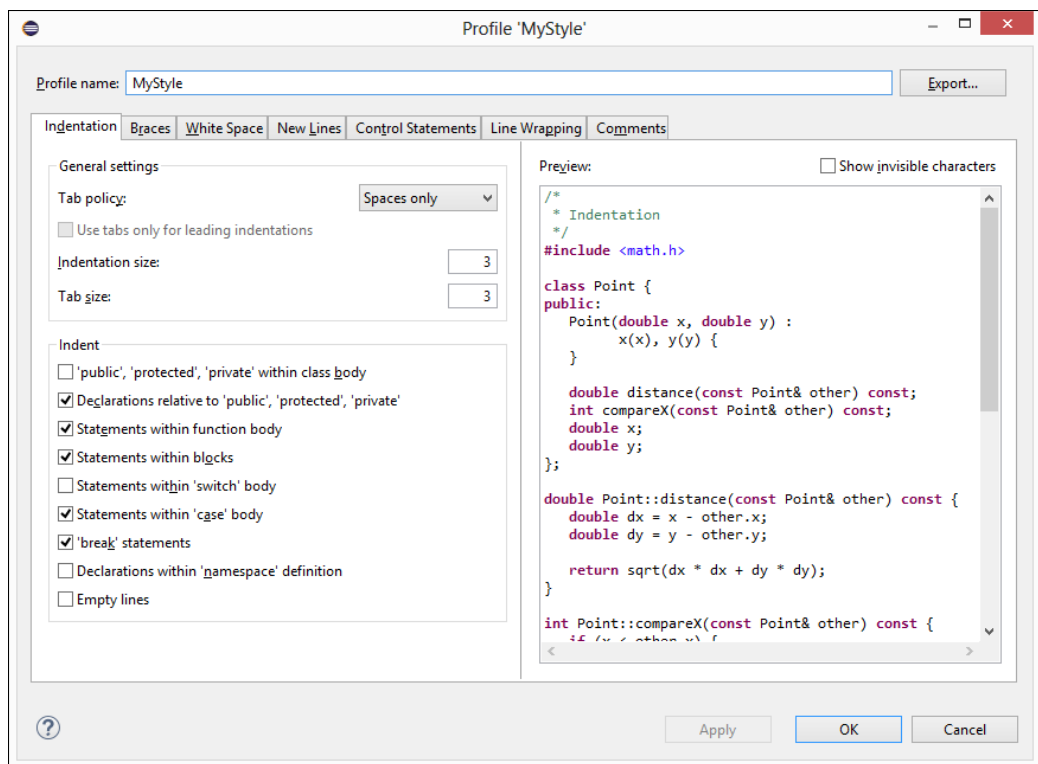 Profile 'MyStyle'
Profile name: MyStyle Export...
Indentation Braces White Space New Lines Control Statements Line Wrapping Comments
General settings
Tab policy: Spaces only
Use tabs only for leading indentations
Indentation size: 3
Tab size: 3
Indent
'public', 'protected', 'private' within class body
Declarations relative to 'public', 'protected', 'private'
Statements within function body
Statements within blocks
Statements within 'switch' body
Statements within 'case' body
'break' statements
Declarations within 'namespace' definition
Empty lines
Preview: Show invisible characters
/*
 * Indentation
 */
#include <math.h>

class Point {
public:
   Point(double x, double y) :
         x(x), y(y) {
   }

   double distance(const Point& other) const;
   int compareX(const Point& other) const;
   double x;
   double y;
};

double Point::distance(const Point& other) const {
   double dx = x - other.x;
   double dy = y - other.y;

   return sqrt(dx * dx + dy * dy);
}

int Point::compareX(const Point& other) const {
   if (x < other.x) {
Apply OK Cancel